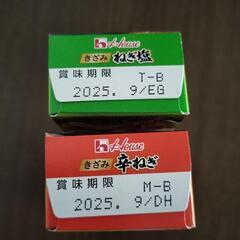 House
きざみ ねぎ塩
賞味期限 T-B
2025. 9/EG
House
きざみ 辛ねぎ
賞味期限 M-B
2025. 9/DH